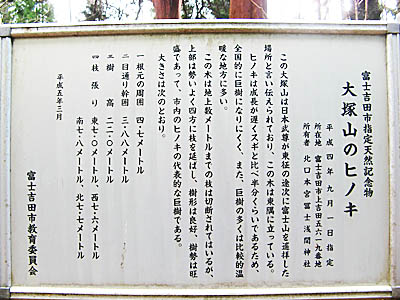 富士吉田市指定天然記念物
大塚山のヒノキ
平成四年九月一日指定
所在地　富士吉田市上吉田五六一九番地
所有者　北口本宮冨士浅間神社
この大塚山は日本武尊が東征の途次に富士山を遥拝した
場所と言い伝えられており、この木は東隅に立っている。
ヒノキは成長が遅くスギと比べ半分くらいであるため、
全国的に巨樹になりにくく、また、巨樹の多くは比較的温
暖な地方に多い。
この木は地上数メートルまでの枝は切断されてはいるが、
上部は勢いよく四方に枝を延ばし、樹形は良好、樹勢は旺
盛であって、市内のヒノキの代表的な巨樹である。
大きさは次のとおり。
一根元の周囲　四・七メートル
二目通り幹囲　三・八八メートル
三樹　高　二二・〇メートル
四枝張り　東七・〇メートル、西七・六メートル
南七・八メートル、北七・七メートル
平成五年三月
富士吉田市教育委員会